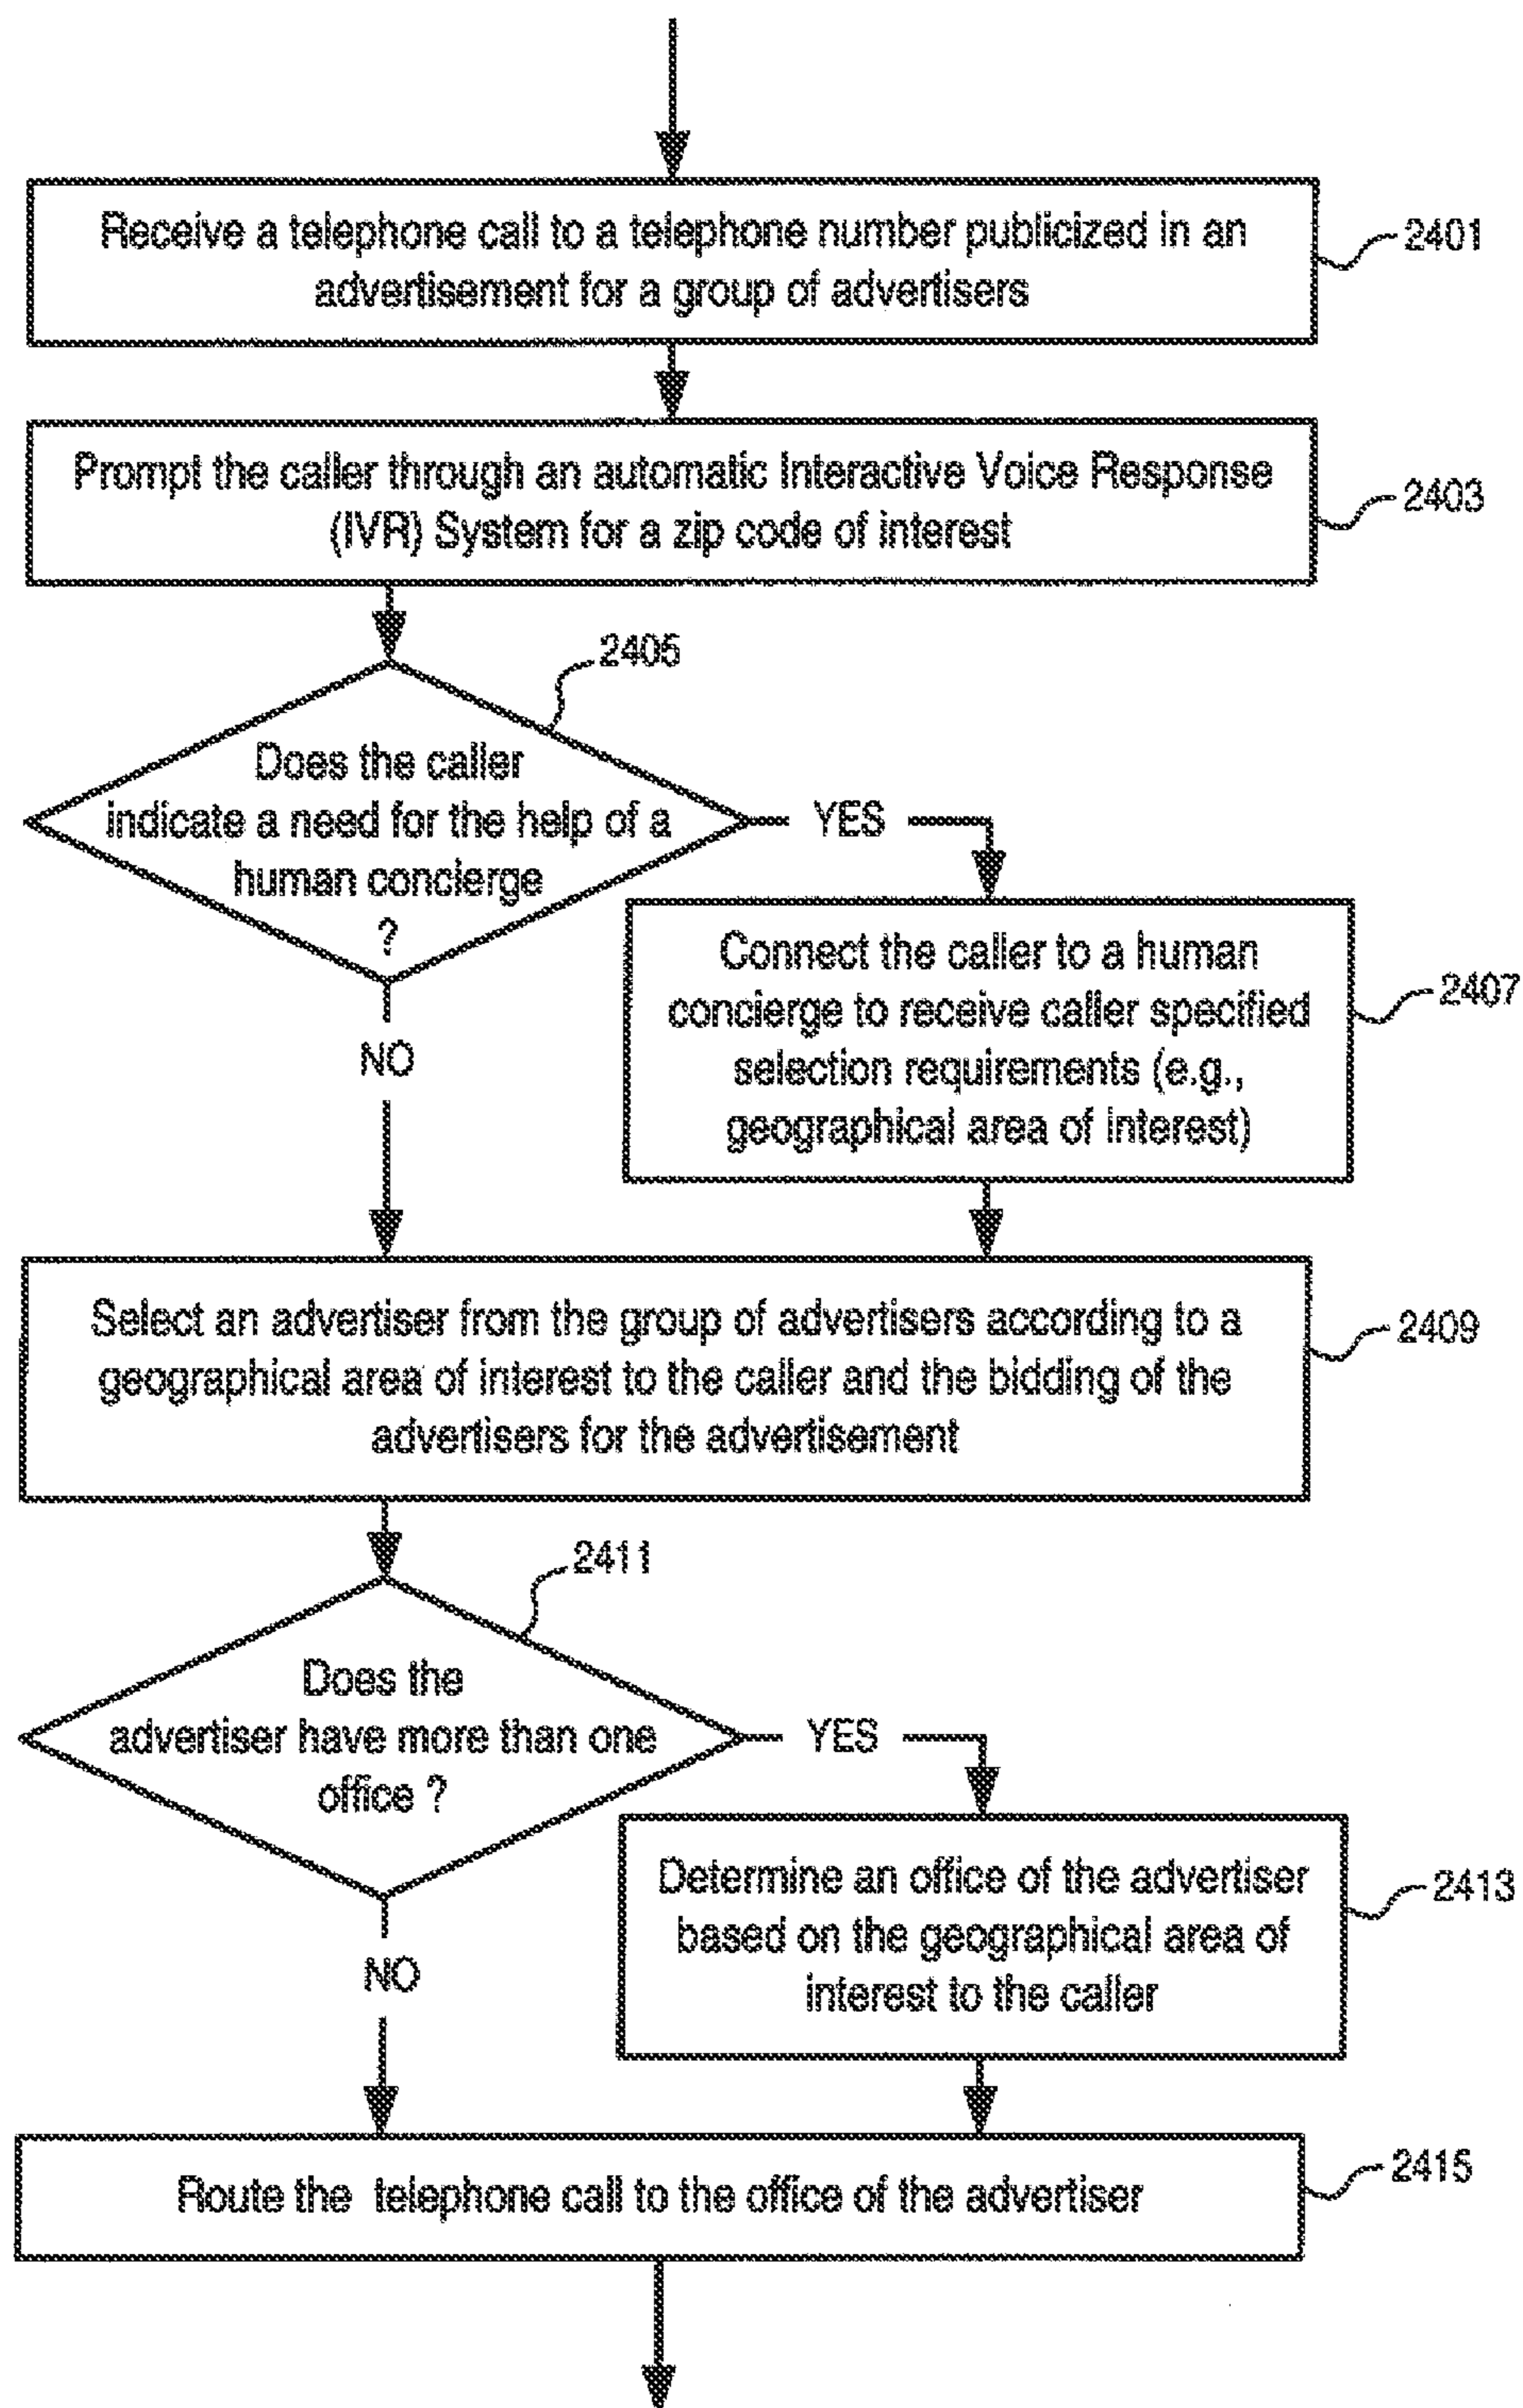 Receive a telephone call to a telephone number publicized in an
advertisement for a group of advertisers
2401
Prompt the caller through an automatic Interactive Voice Response
(IVR) System for a zip code of interest
2403
2405
Does the caller
indicate a need for the help of a
human concierge
?
YES
NO
Connect the caller to a human
concierge to receive caller specified
selection requirements (e.g.,
geographical area of interest)
2407
Select an advertiser from the group of advertisers according to a
geographical area of interest to the caller and the bidding of the
advertisers for the advertisement
2409
2411
Does the
advertiser have more than one
office ?
YES
NO
Determine an office of the advertiser
based on the geographical area of
interest to the caller
2413
Route the telephone call to the office of the advertiser
2415